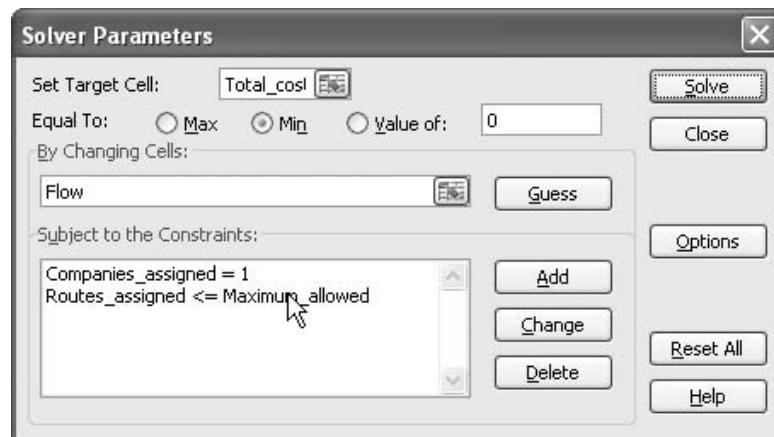 Solver Parameters
Set Target Cell: Total_cost Solve
Equal To: Max Min Value of: 0 Close
By Changing Cells:
Flow Guess
Subject to the Constraints: Options
Companies_assigned = 1 Add
Routes_assigned <= Maximum_allowed
Change
Reset All
Delete
Help